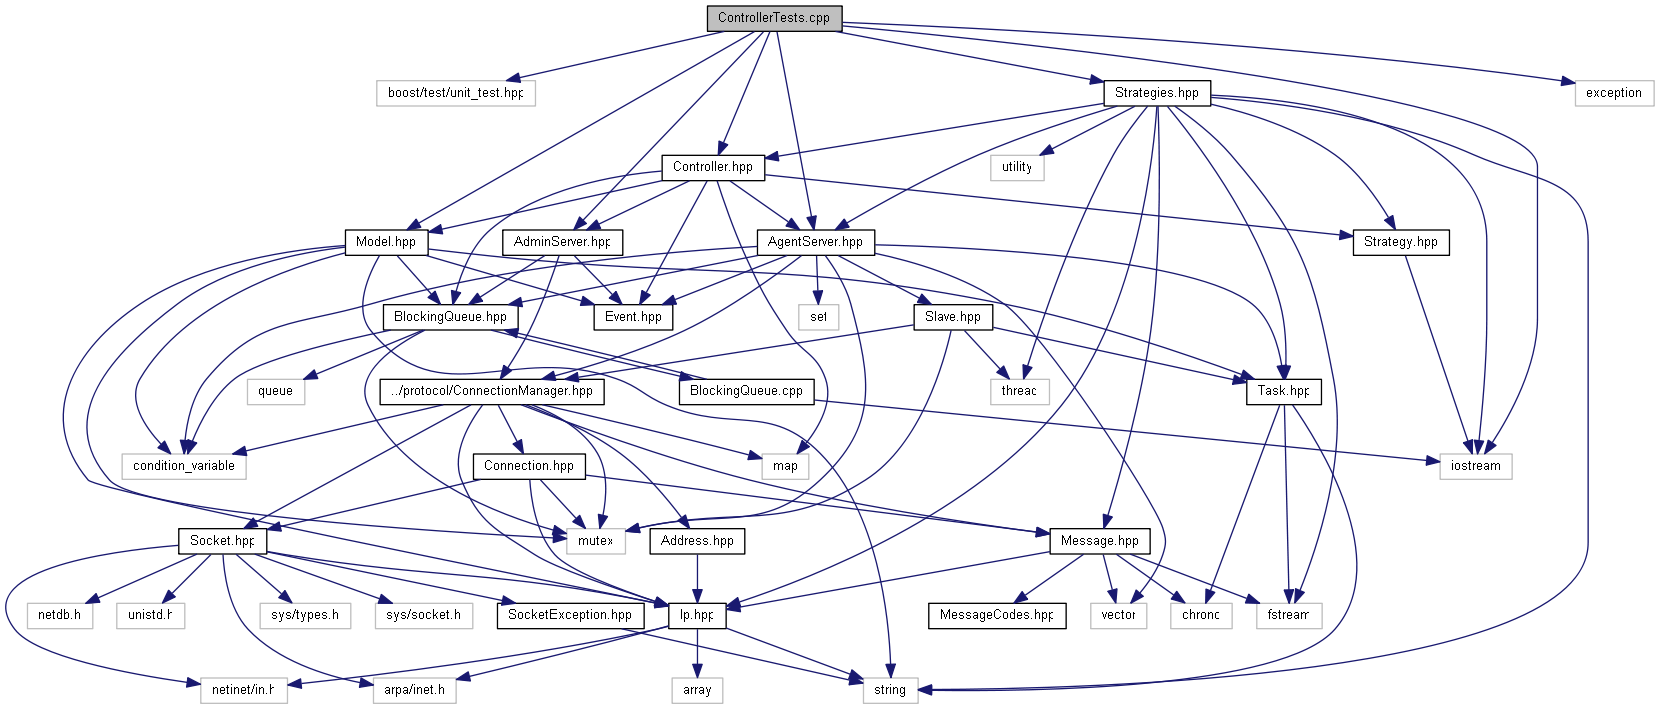 ControllerTests.cpp
boost/test/unit_test.hpp
Strategies.hpp
exception
Controller.hpp
utility
Model.hpp
AdminServer.hpp
AgentServer.hpp
Strategy.hpp
BlockingQueue.hpp
Event.hpp
set
Slave.hpp
queue
../protocol/ConnectionManager.hpp
BlockingQueue.cpp
thread
Task.hpp
condition_variable
Connection.hpp
map
iostream
Socket.hpp
mutex
Address.hpp
Message.hpp
netdb.h
unistd.h
sys/types.h
sys/socket.h
SocketException.hpp
Ip.hpp
MessageCodes.hpp
vector
chrono
fstream
netinet/in.h
arpa/inet.h
array
string